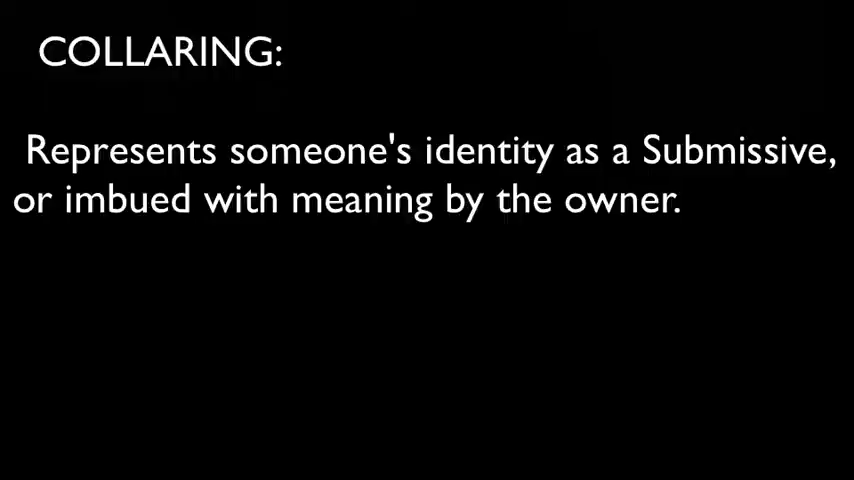 COLLARING:
Represents someone's identity as a Submissive,
or imbued with meaning by the owner.